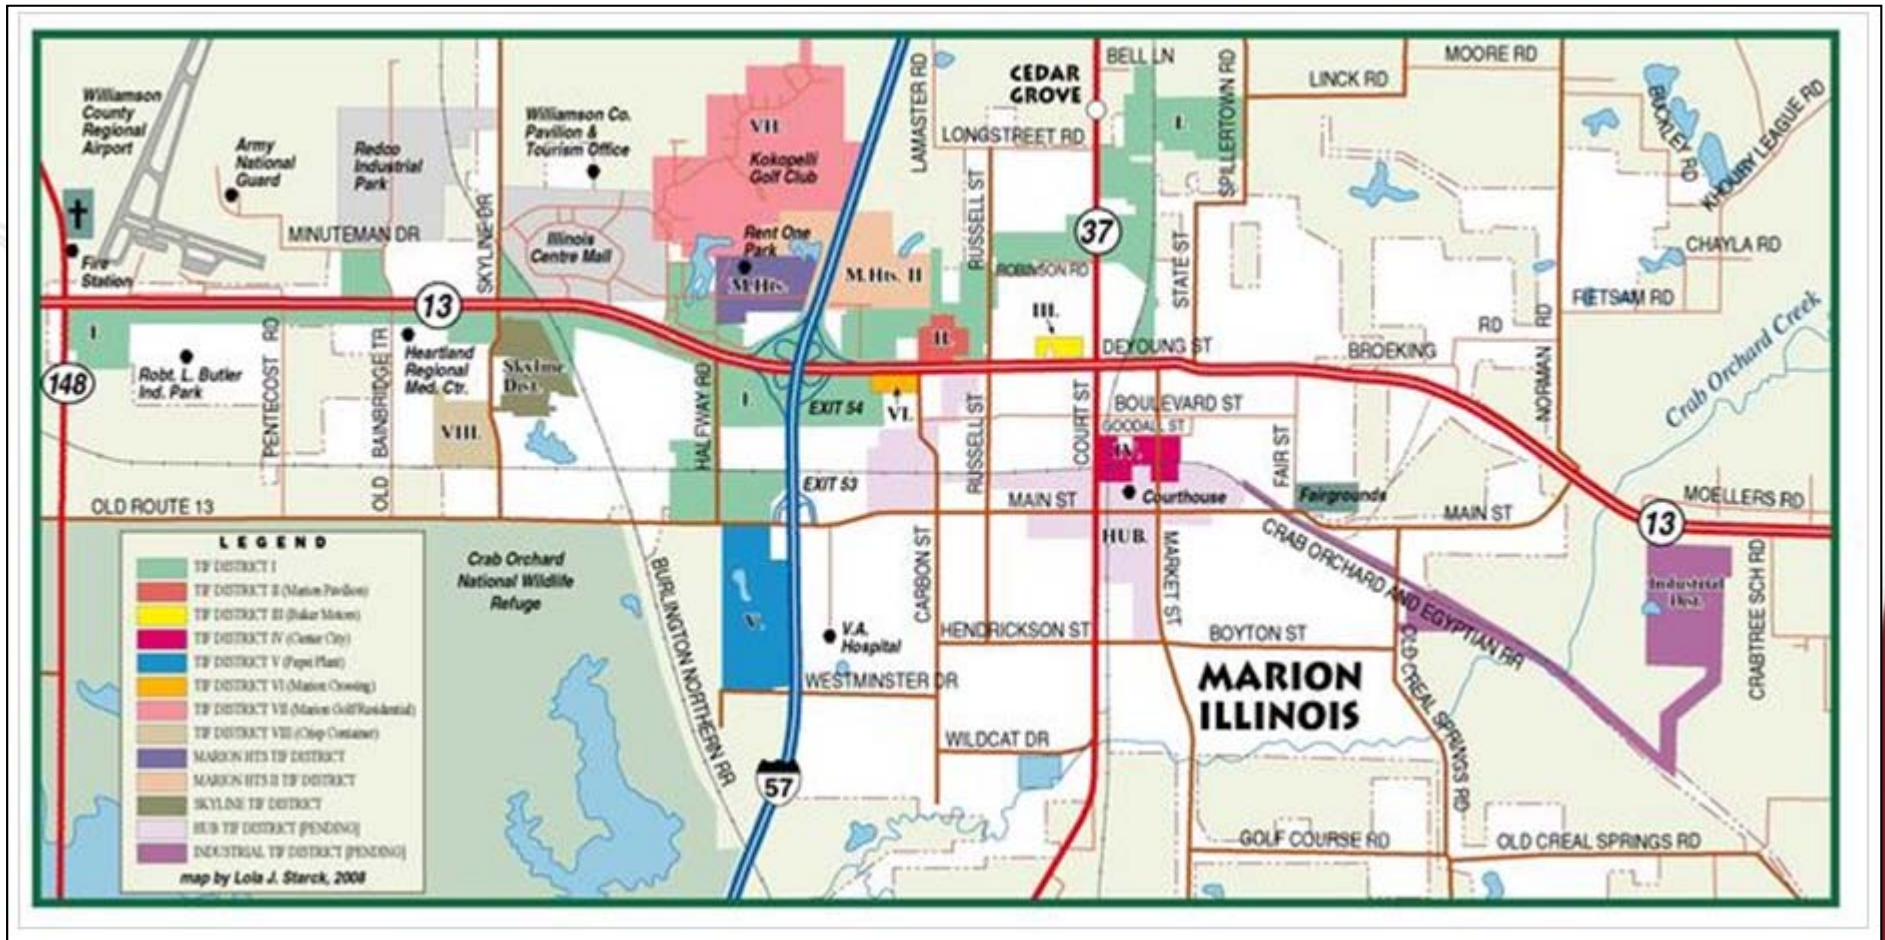 Williamson
County
Regional
Airport
Army
National
Guard
Redco
Industrial
Park
Williamson Co.
Pavilion &
Tourism Office
VII.
Kokopelli
Golf Club
LAMASTER RD
CEDAR
GROVE
BELL LN
LONGSTREET RD
I.
SPILLERTOWN RD
LINCK RD
MOORE RD
BUCKLEY RD
KHOURY LEAGUE RD
MINUTEMAN DR
SKYLINE DR
Illinois
Centre Mall
Rent One
Park
M.Hts.
M.Hts. II
RUSSELL ST
37
ROBINSON RD
STATE ST
CHAYLA RD
Fire
Station
FIETSAM RD
Crab Orchard Creek
13
I.
148
Robt. L. Butler
Ind. Park
PENTECOST RD
OLD BAINBRIDGE TR
Heartland
Regional
Med. Ctr.
Skyline
Dist.
VIII.
HALFWAY RD
I.
EXIT 54
II.
VI.
III.
DEYOUNG ST
BROEKING RD
NORMAN RD
RUSSELL ST
COURT ST
BOULEVARD ST
GOODALL ST
IV.
FAIR ST
EXIT 53
MAIN ST
Courthouse
Fairgrounds
MAIN ST
MOELLERS RD
13
OLD ROUTE 13
Crab Orchard
National Wildlife
Refuge
BURLINGTON NORTHERN RR
V.
V.A.
Hospital
CARBON ST
HUB.
MARKET ST
CRAB ORCHARD AND EGYPTIAN RR
Industrial
Dist.
CRABTREE SCH RD
HENDRICKSON ST
BOYTON ST
WESTMINSTER DR
OLD CREAL SPRINGS RD
MARION
ILLINOIS
WILDCAT DR
57
GOLF COURSE RD
OLD CREAL SPRINGS RD
LEGEND
TIF DISTRICT I
TIF DISTRICT II (Marion Pavilion)
TIF DISTRICT III (Baker Motors)
TIF DISTRICT IV (Center City)
TIF DISTRICT V (Pepsi Plant)
TIF DISTRICT VI (Marion Crossing)
TIF DISTRICT VII (Marion Golf/Residential)
TIF DISTRICT VIII (Crisp Container)
MARION HTS TIF DISTRICT
MARION HTS II TIF DISTRICT
SKYLINE TIF DISTRICT
HUB TIF DISTRICT [PENDING]
INDUSTRIAL TIF DISTRICT [PENDING]
map by Lola J. Starck, 2008